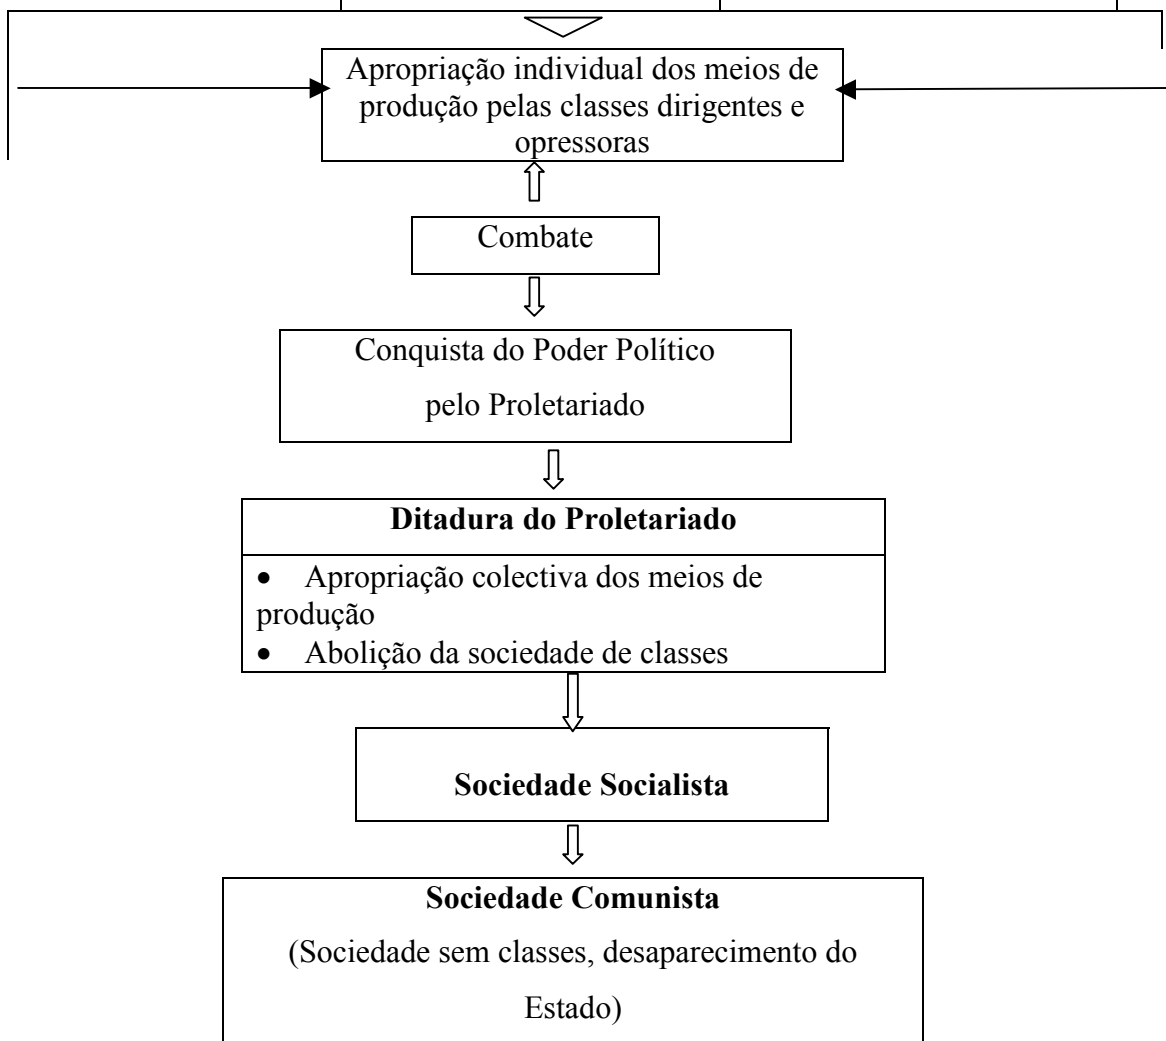 Apropriação individual dos meios de
produção pelas classes dirigentes e
opressoras
Combate
Conquista do Poder Político
pelo Proletariado
Ditadura do Proletariado
• Apropriação colectiva dos meios de
produção
• Abolição da sociedade de classes
Sociedade Socialista
Sociedade Comunista
(Sociedade sem classes, desaparecimento do
Estado)